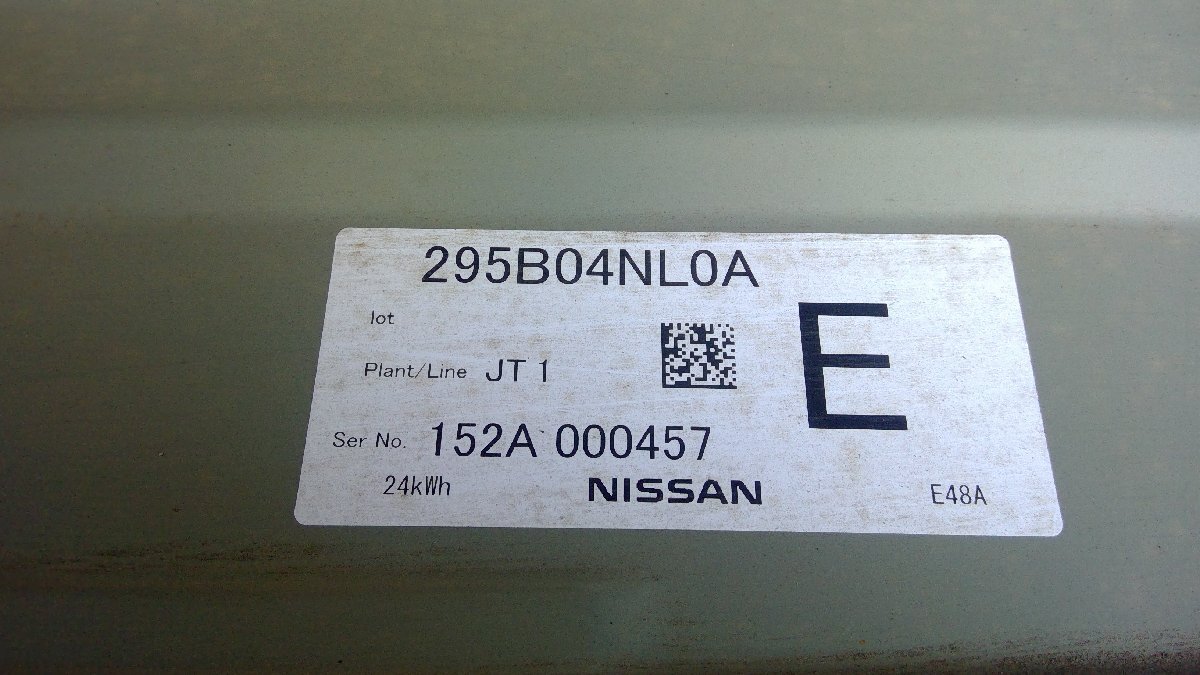 295B04NL0A
lot
E
Plant/Line JT 1
Ser No. 152A 000457
24kWh NISSAN E48A